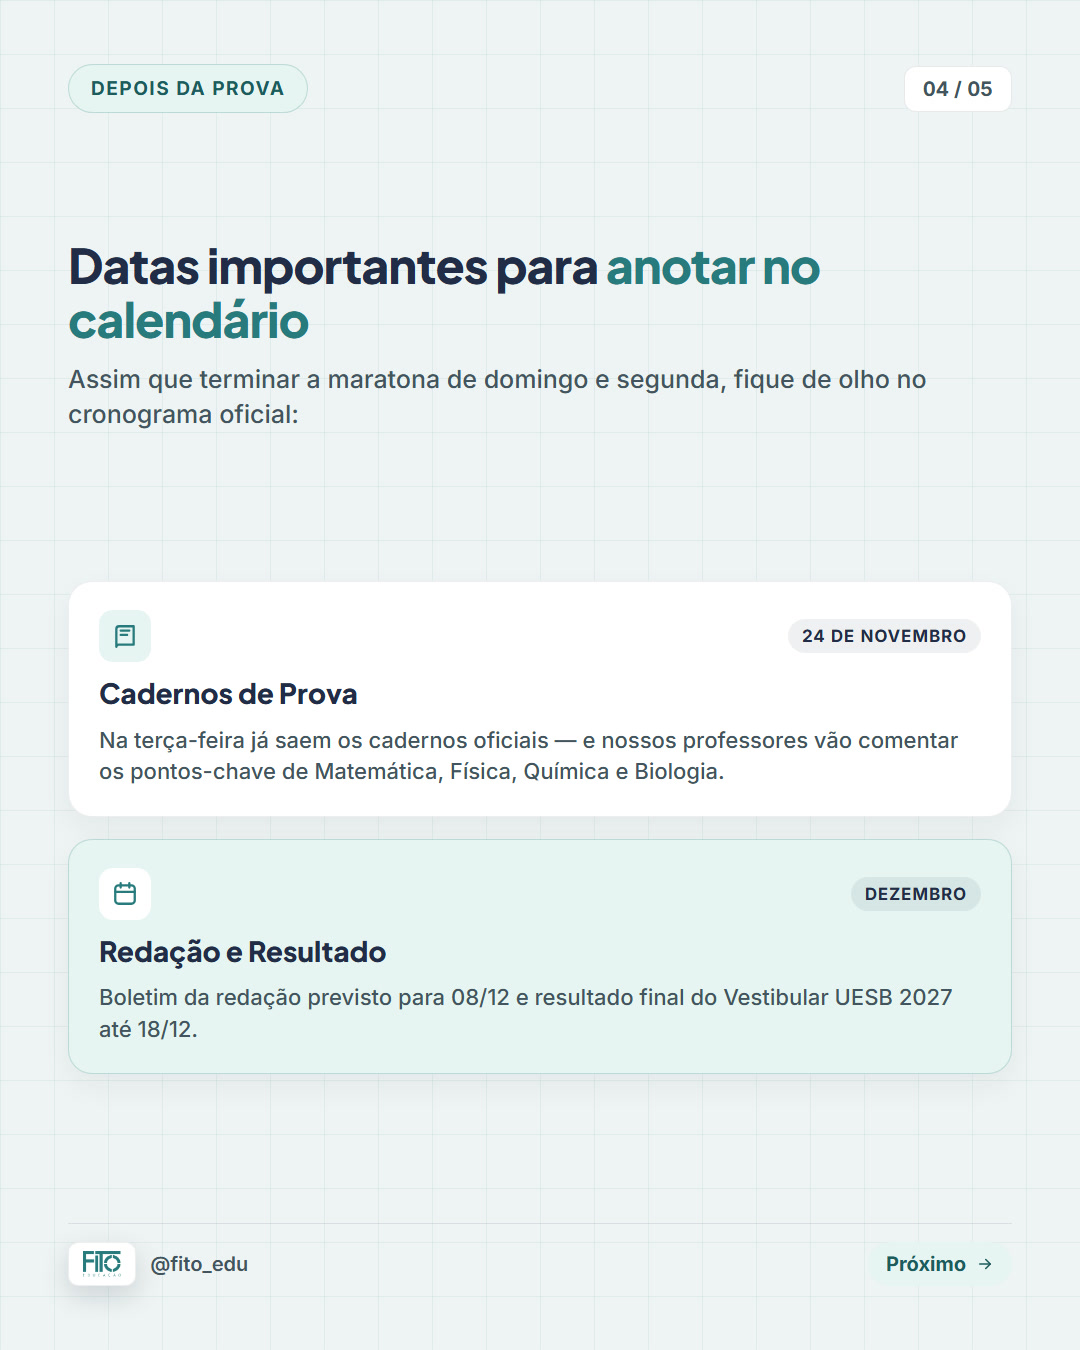 DEPOIS DA PROVA
04 / 05
Datas importantes para anotar no
calendário
Assim que terminar a maratona de domingo e segunda, fique de olho no
cronograma oficial:
24 DE NOVEMBRO
Cadernos de Prova
Na terça-feira já saem os cadernos oficiais — e nossos professores vão comentar
os pontos-chave de Matemática, Física, Química e Biologia.
DEZEMBRO
Redação e Resultado
Boletim da redação previsto para 08/12 e resultado final do Vestibular UESB 2027
até 18/12.
FITO
EDUCAÇÃO
@fito_edu
Próximo →